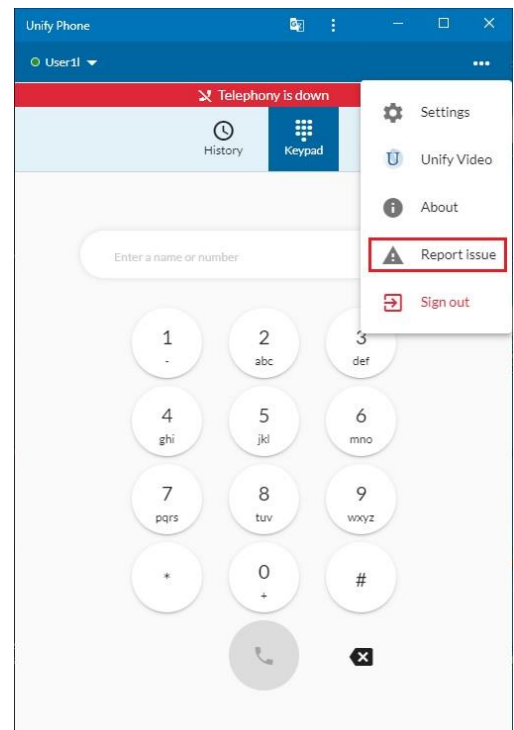 Unify Phone
User1l
Telephony is down
History
Keypad
Settings
Unify Video
About
Report issue
Sign out
Enter a name or number
1
-
2
abc
3
def
4
ghi
5
jkl
6
mno
7
pqrs
8
tuv
9
wxyz
*
0
+
#